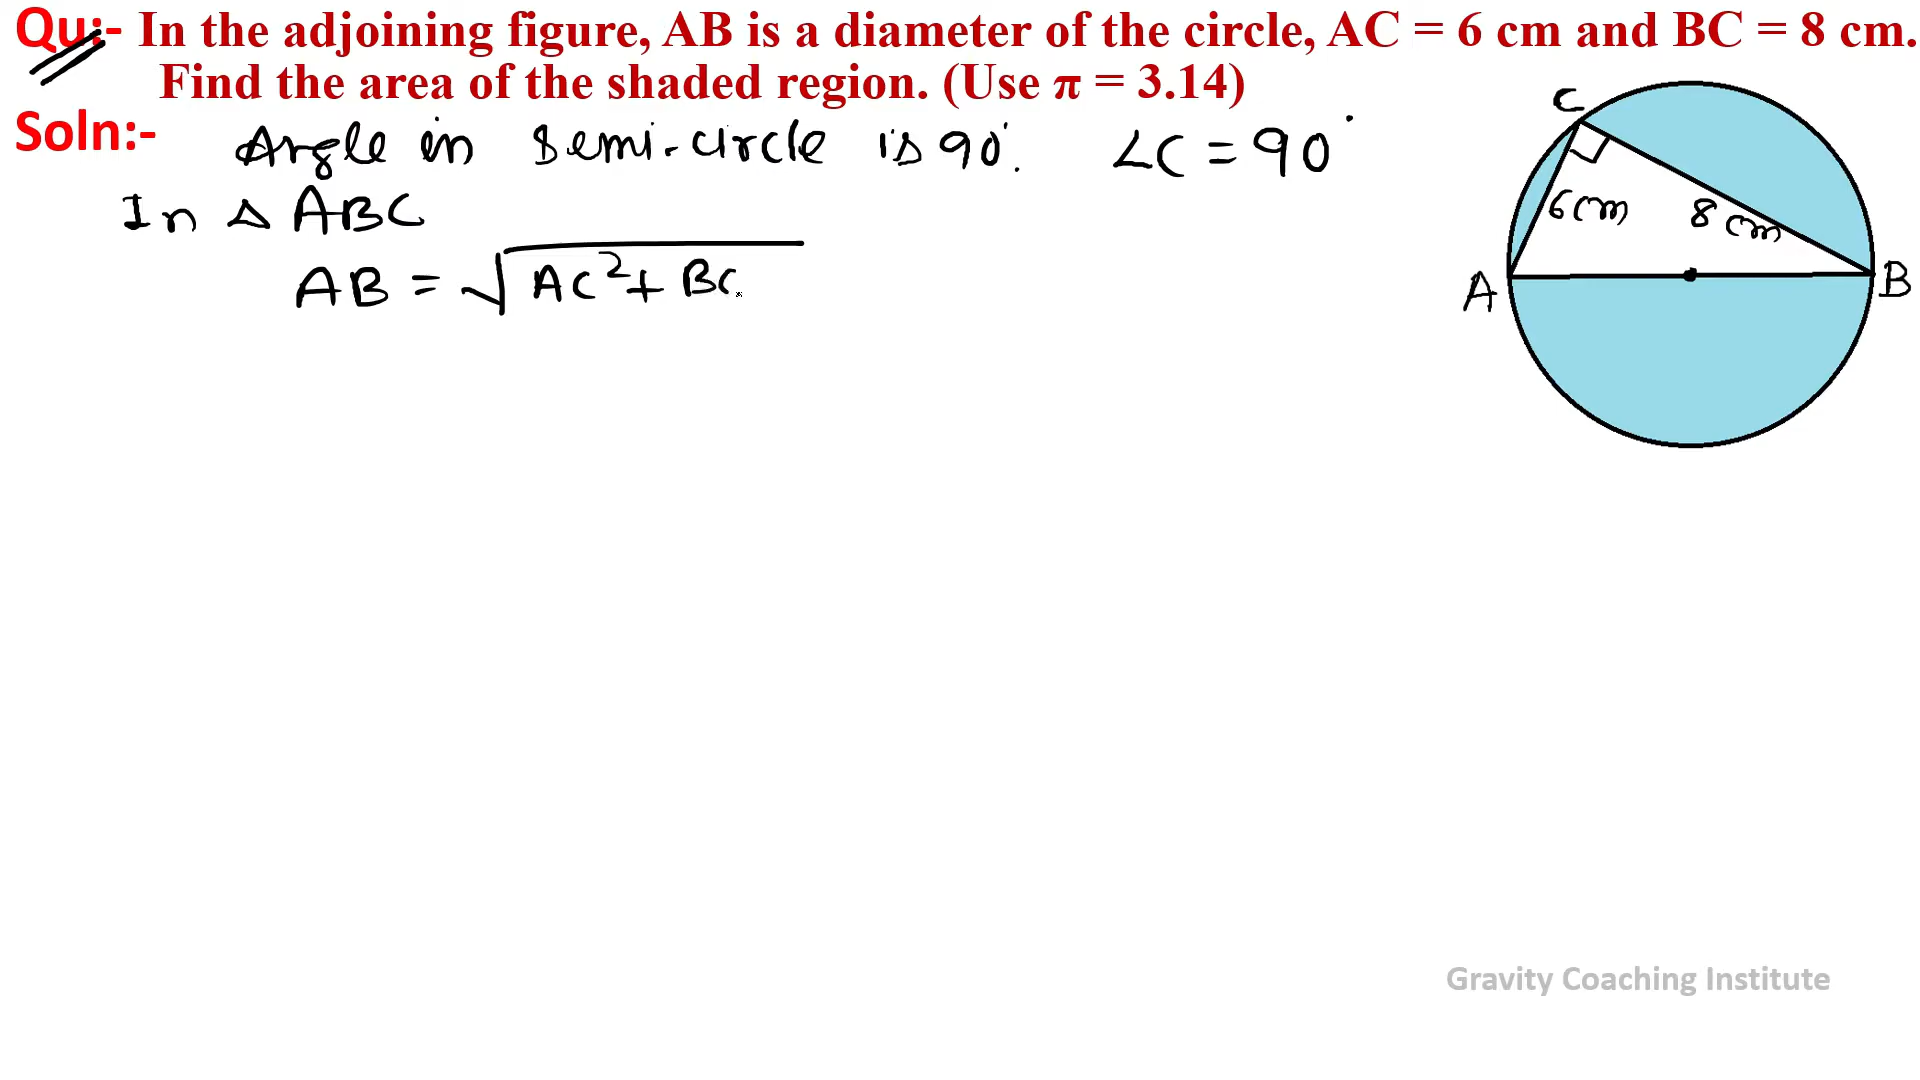 Qu:- In the adjoining figure, AB is a diameter of the circle, AC = 6 cm and BC = 8 cm.
Find the area of the shaded region. (Use π = 3.14)
Soln:- Angle in Semi-circle is 90°. ∠C = 90°
In △ ABC
AB = √AC²+ BC
C
6cm
8 cm
A
B
Gravity Coaching Institute